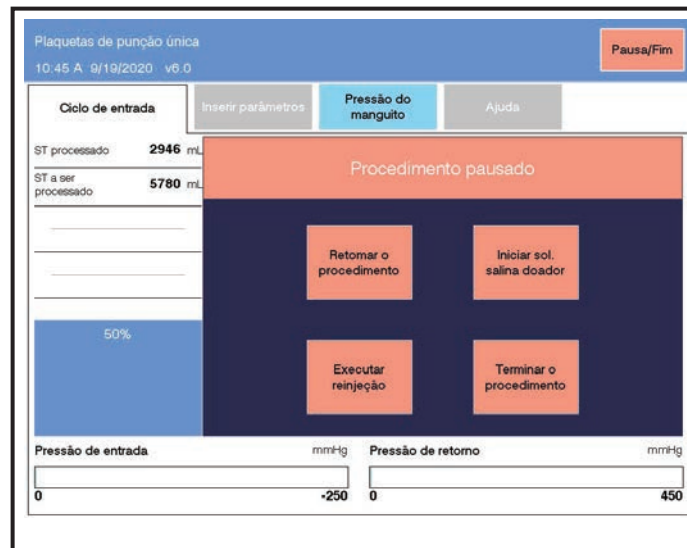 Plaquetas de punção única
Pausa/Fim
10:45 A 9/19/2020 v6.0
Ciclo de entrada
Inserir parâmetros
Pressão do
manguito
Ajuda
ST processado 2946 mL
ST a ser
processado 5780 mL
Procedimento pausado
Retomar o
procedimento
Iniciar sol.
salina doador
50%
Executar
reinjeção
Terminar o
procedimento
Pressão de entrada mmHg
0 -250
Pressão de retorno mmHg
0 450